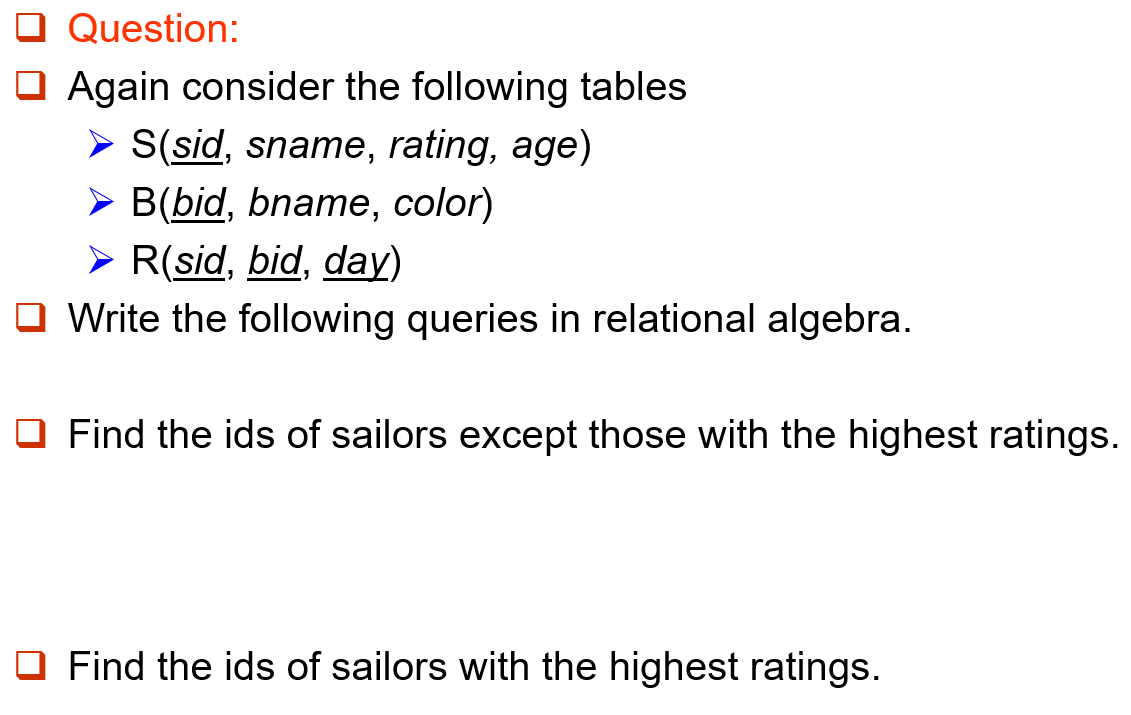 Question:
Again consider the following tables
S(sid, sname, rating, age)
B(bid, bname, color)
R(sid, bid, day)
Write the following queries in relational algebra.
Find the ids of sailors except those with the highest ratings.
Find the ids of sailors with the highest ratings.